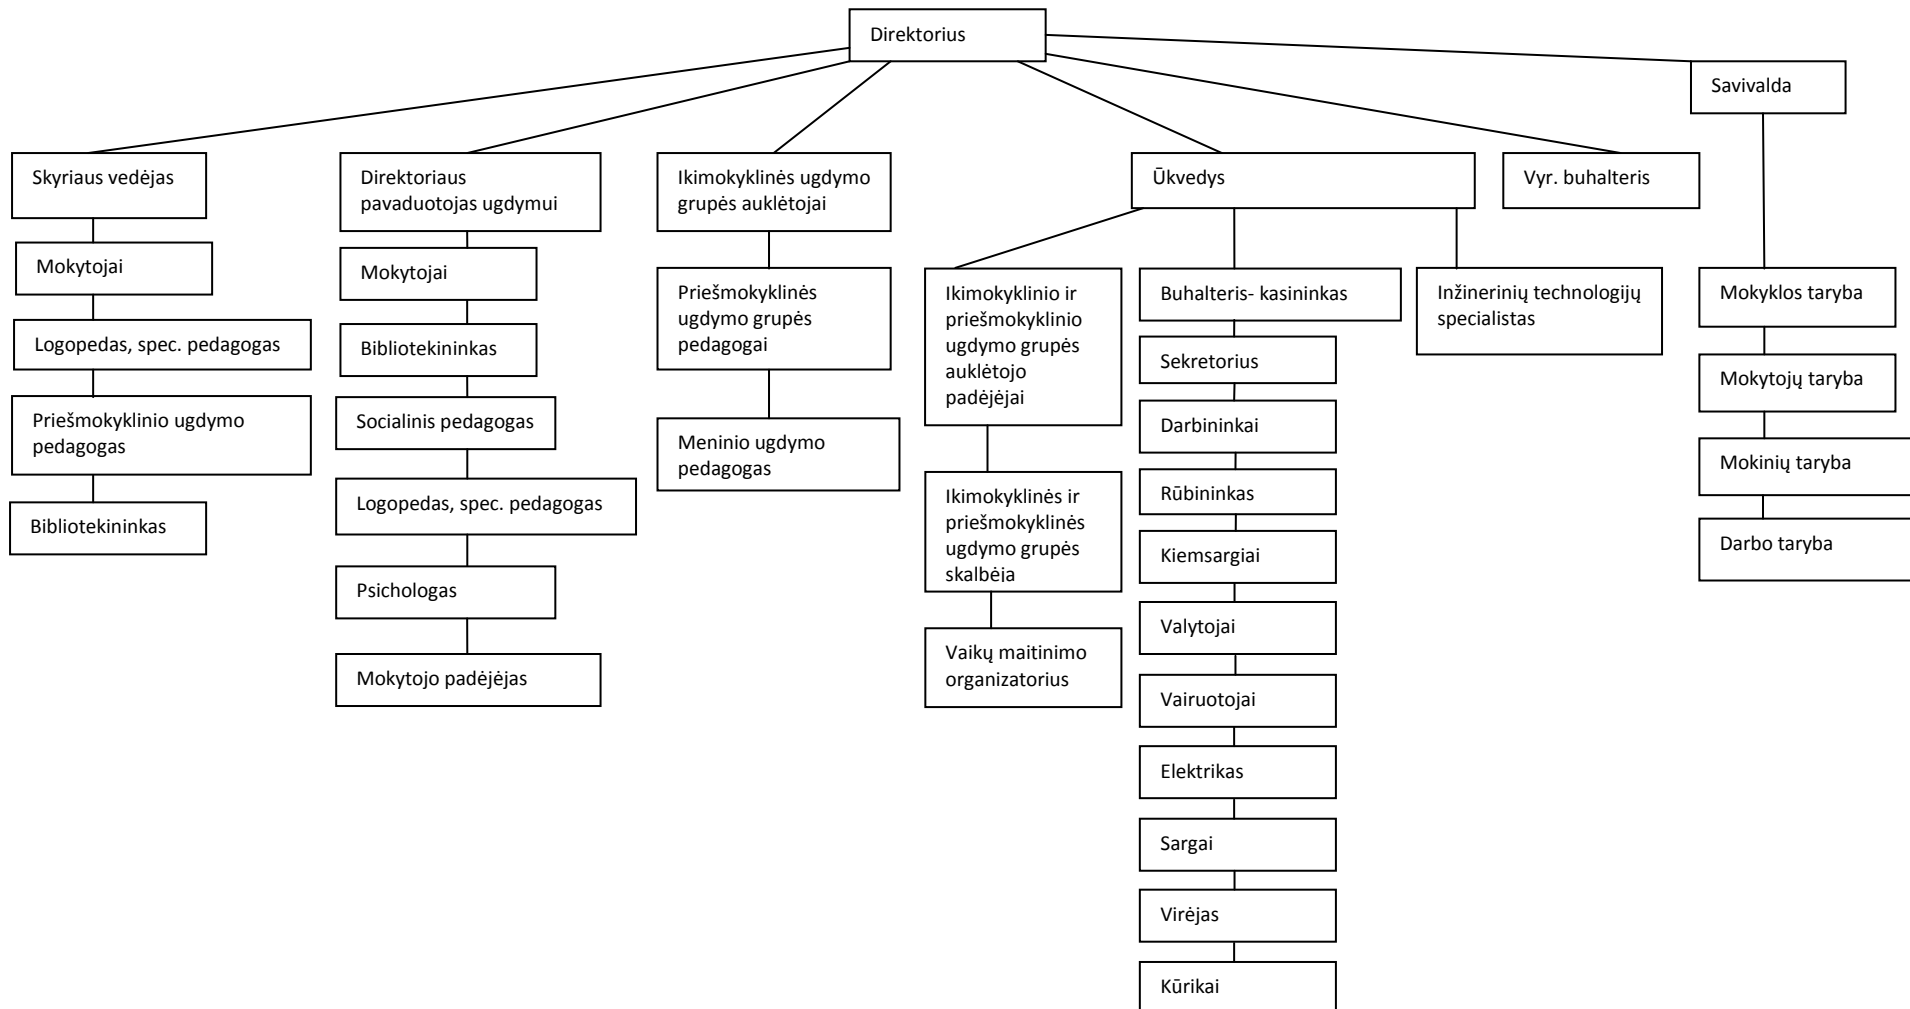 Direktorius
Savivalda
Skyriaus vedėjas
Direktoriaus
pavaduotojas ugdymui
Ikimokyklinės ugdymo
grupės auklėtojai
Ūkvedys
Vyr. buhalteris
Mokytojai
Logopedas, spec. pedagogas
Priešmokyklinio ugdymo
pedagogas
Bibliotekininkas
Mokytojai
Bibliotekininkas
Socialinis pedagogas
Logopedas, spec. pedagogas
Psichologas
Mokytojo padėjėjas
Priešmokyklinės
ugdymo grupės
pedagogai
Meninio ugdymo
pedagogas
Ikimokyklinio ir
priešmokyklinio
ugdymo grupės
auklėtojo
padėjėjai
Ikimokyklinės ir
priešmokyklinės
ugdymo grupės
skalbėja
Vaikų maitinimo
organizatorius
Buhalteris- kasininkas
Sekretorius
Darbininkai
Rūbininkas
Kiemsargiai
Valytojai
Vairuotojai
Elektrikas
Sargai
Virėjas
Kūrikai
Inžinerinių technologijų
specialistas
Mokyklos taryba
Mokytojų taryba
Mokinių taryba
Darbo taryba